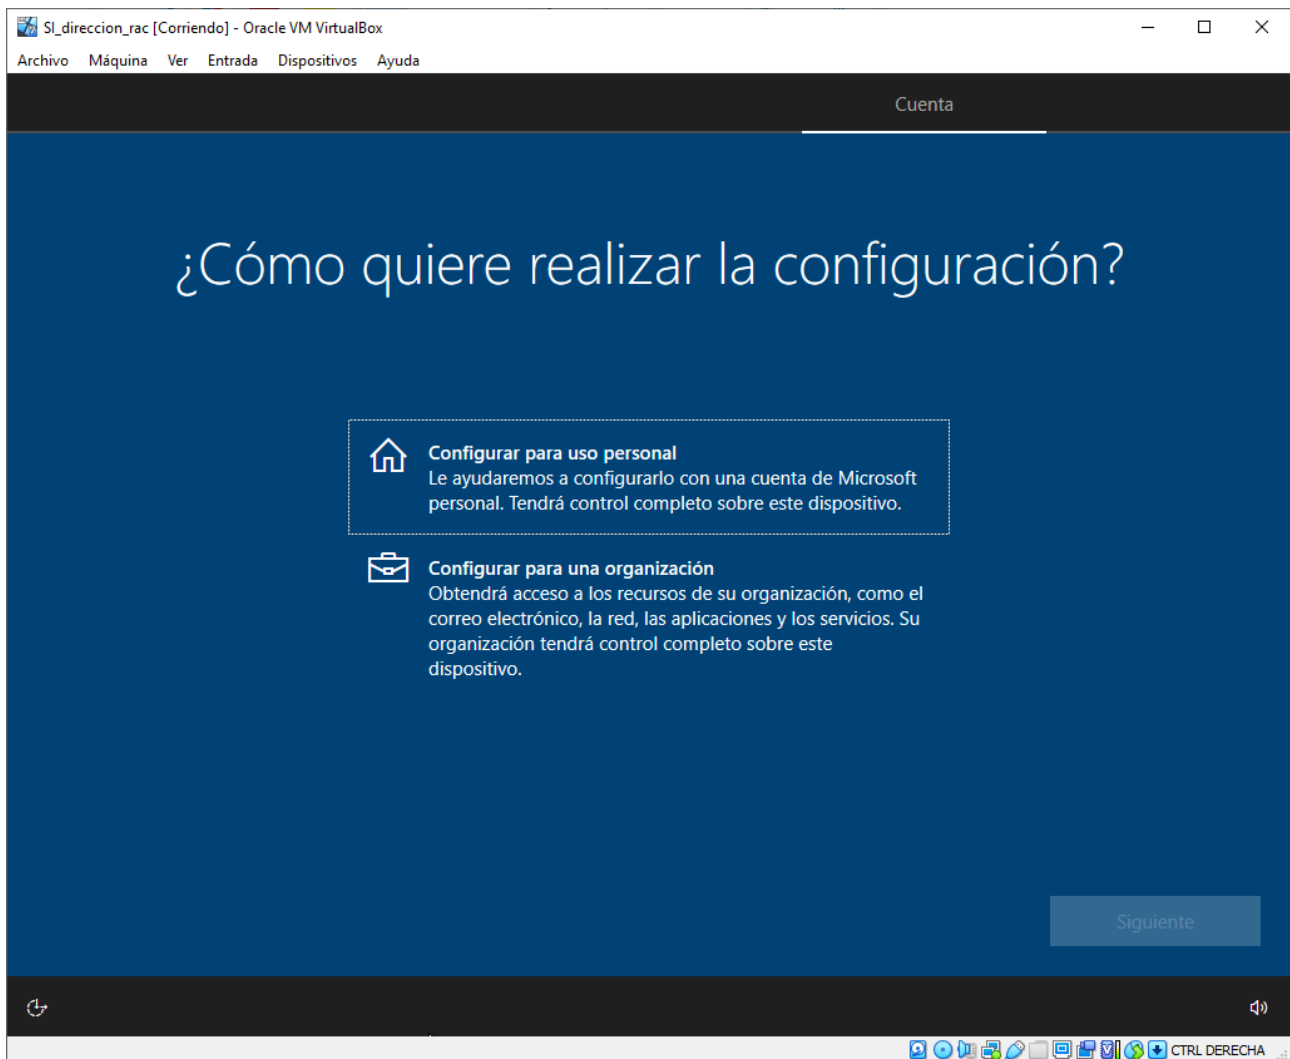 SI_direccion_rac [Corriendo] - Oracle VM VirtualBox
Archivo Máquina Ver Entrada Dispositivos Ayuda
Cuenta
¿Cómo quiere realizar la configuración?
Configurar para uso personal
Le ayudaremos a configurarlo con una cuenta de Microsoft
personal. Tendrá control completo sobre este dispositivo.
Configurar para una organización
Obtendrá acceso a los recursos de su organización, como el
correo electrónico, la red, las aplicaciones y los servicios. Su
organización tendrá control completo sobre este
dispositivo.
Siguiente
CTRL DERECHA